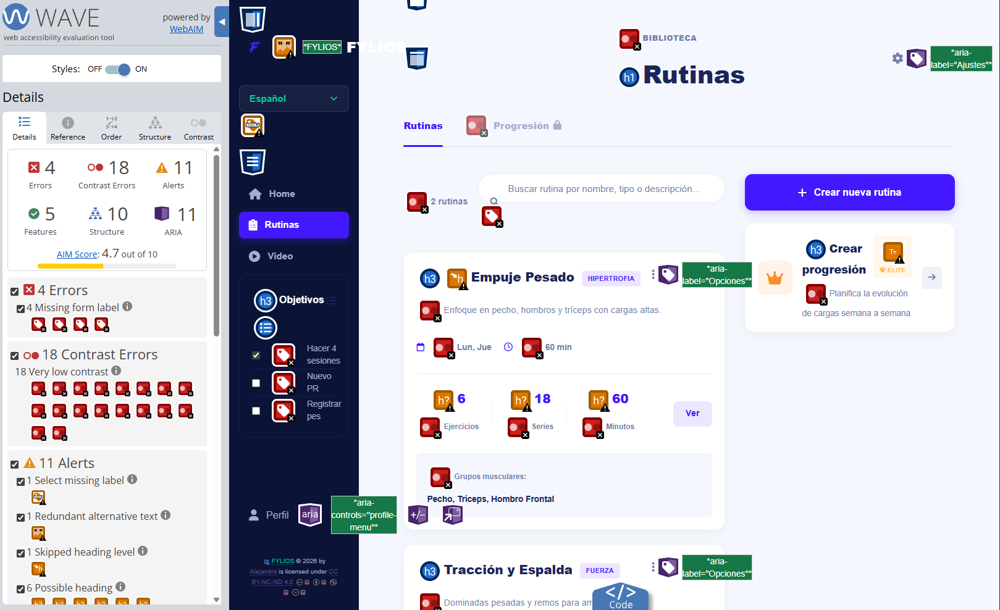 WAVE
web accessibility evaluation tool
powered by
WebAIM
Styles: OFF ON
Details
Details
Reference
Order
Structure
Contrast
4
Errors
18
Contrast Errors
11
Alerts
5
Features
10
Structure
11
ARIA
AIM Score: 4.7 out of 10
4 Errors
4 Missing form label
18 Contrast Errors
18 Very low contrast
11 Alerts
1 Select missing label
1 Redundant alternative text
1 Skipped heading level
6 Possible heading
*FYLIOS*
FYLIOS
Español
Home
Rutinas
Video
h3 Objetivos
Hacer 4
sesiones
Nuevo
PR
Registrar
pes
Perfil
aria
*aria-
controls="profile-
menu"*
FYLIOS © 2026 by
Alejandro is licensed under CC
BY-NC-ND 4.0
BIBLIOTECA
h1 Rutinas
*aria-
label="Ajustes"*
Rutinas
Progresión
2 rutinas
Buscar rutina por nombre, tipo o descripción...
+ Crear nueva rutina
h3 Crear
progresión
ÉLITE
Planifica la evolución
de cargas semana a semana
h3 Empuje Pesado
HIPERTROFIA
*aria-
label="Opciones"*
Enfoque en pecho, hombros y tríceps con cargas altas.
Lun, Jue
60 min
h? 6
Ejercicios
h? 18
Series
h? 60
Minutos
Ver
Grupos musculares:
Pecho, Tríceps, Hombro Frontal
+/-
h3 Tracción y Espalda
FUERZA
*aria-
label="Opciones"*
Dominadas pesadas y remos para am
</>
Code